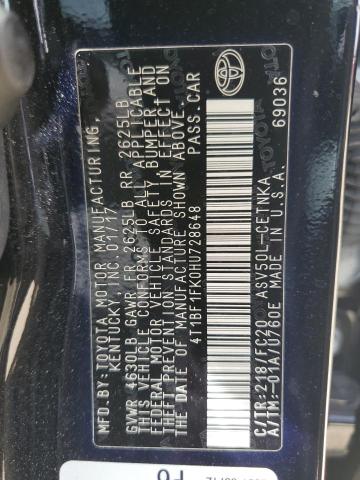 MFD.BY:TOYOTA MOTOR MANUFACTURING,
KENTUCKY, INC. 01/17
GVWR 4630LB GAWR FR 2625LB RR 2625LB
THIS VEHICLE CONFORMS TO ALL APPLICABLE
FEDERAL MOTOR VEHICLE SAFETY, BUMPER, AND
THEFT PREVENTION STANDARDS IN EFFECT ON
THE DATE OF MANUFACTURE SHOWN ABOVE.
4T1BF1FK0HU728648 PASS.CAR
C/TR:218/FC20 ASV50L-CETNKA
A/TM:-01A/U760E MADE IN U.S.A. 69036